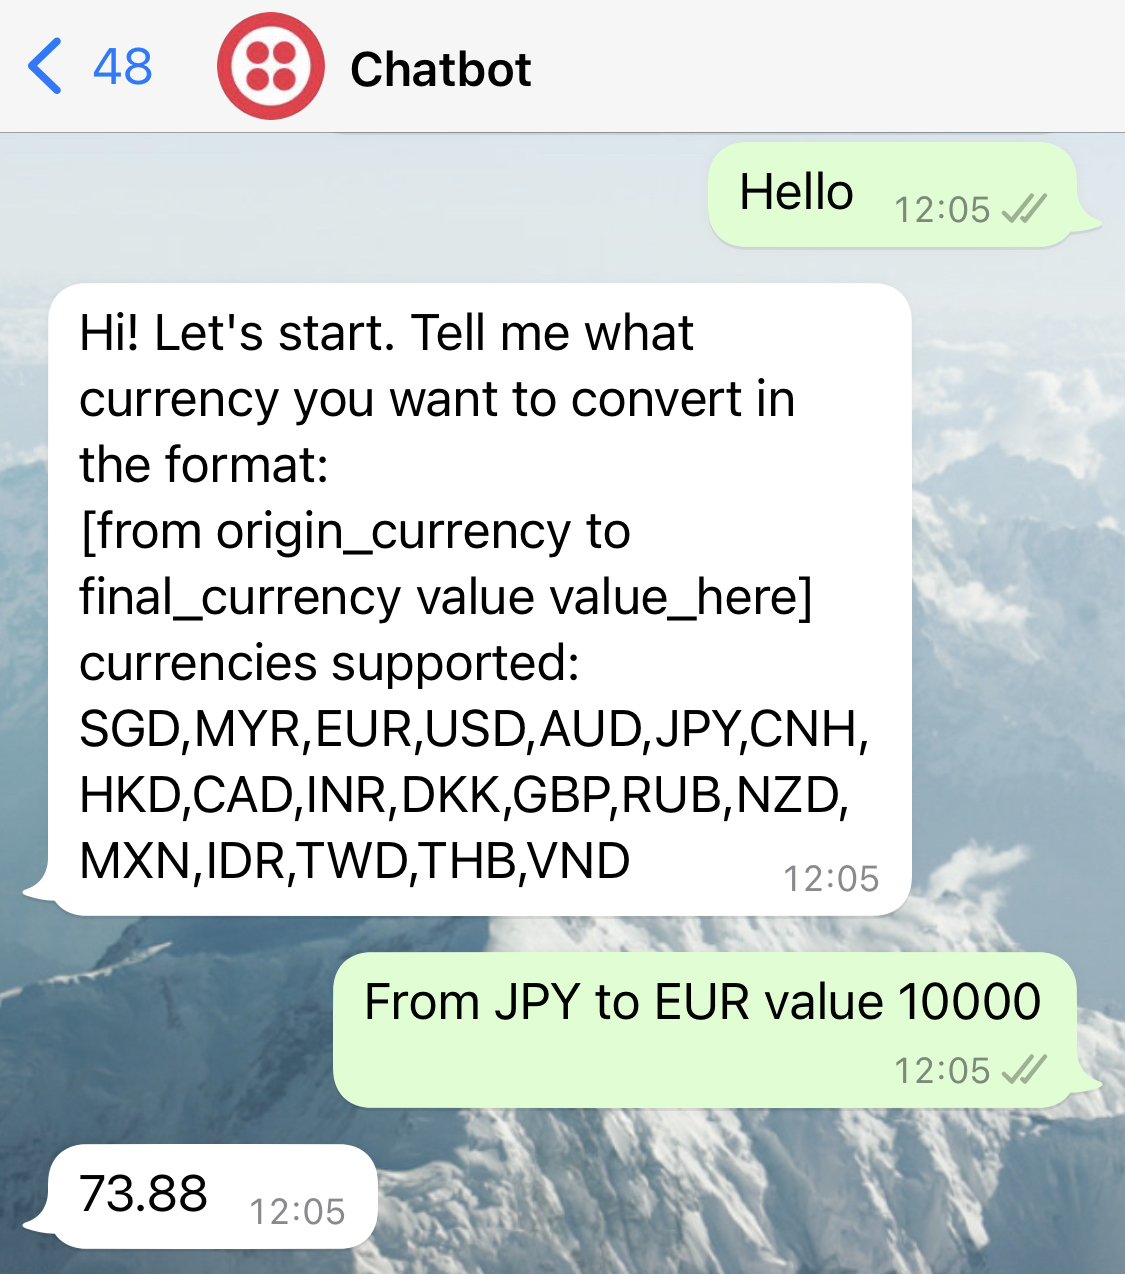 48 Chatbot
Hello 12:05
Hi! Let's start. Tell me what
currency you want to convert in
the format:
[from origin_currency to
final_currency value value_here]
currencies supported:
SGD,MYR,EUR,USD,AUD,JPY,CNH,
HKD,CAD,INR,DKK,GBP,RUB,NZD,
MXN,IDR,TWD,THB,VND 12:05
From JPY to EUR value 10000
12:05
73.88 12:05